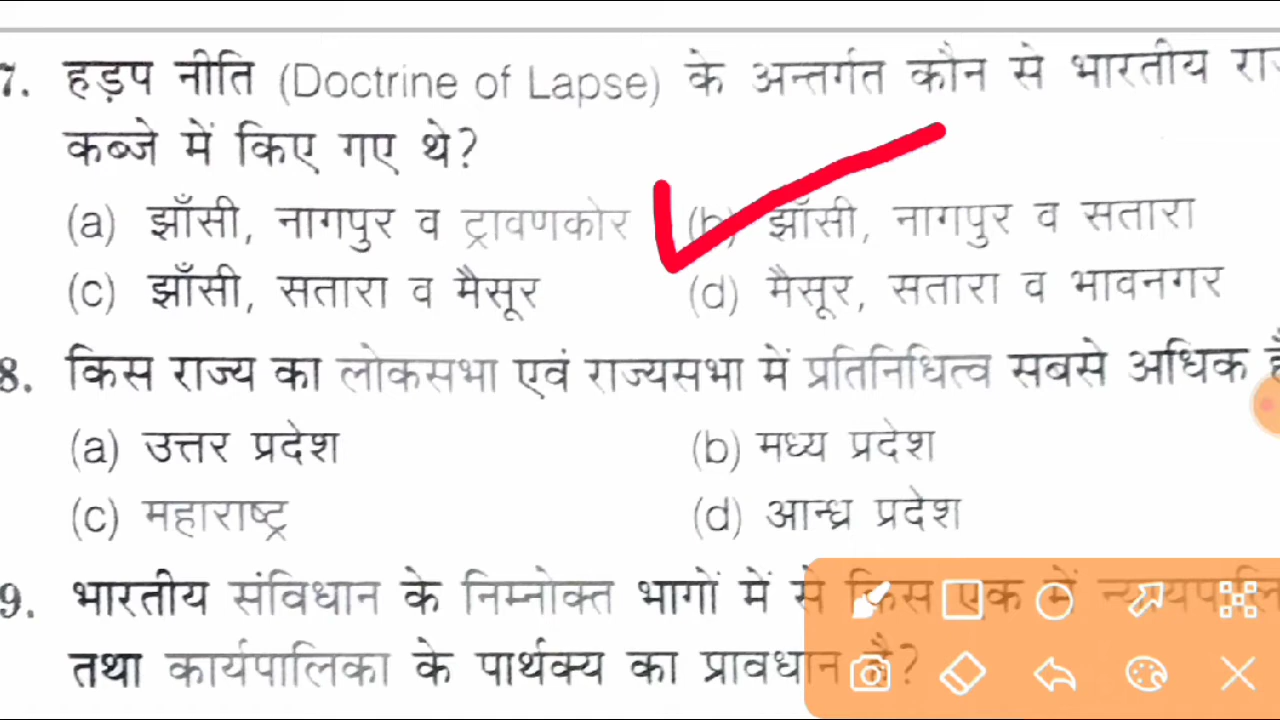 7. हड़प नीति (Doctrine of Lapse) के अन्तर्गत कौन से भारतीय
कब्जे में किए गए थे?
(a) झाँसी, नागपुर व ट्रावणकोर (b) झाँसी, नागपुर व सतारा
(c) झाँसी, सतारा व मैसूर (d) मैसूर, सतारा व भावनगर
8. किस राज्य का लोकसभा एवं राज्यसभा में प्रतिनिधित्व सबसे अधिक
(a) उत्तर प्रदेश (b) मध्य प्रदेश
(c) महाराष्ट्र (d) आन्ध्र प्रदेश
9. भारतीय संविधान के निम्नोक्त भागों में से किस एक में
तथा कार्यपालिका के पार्थक्य का प्रावधान है?